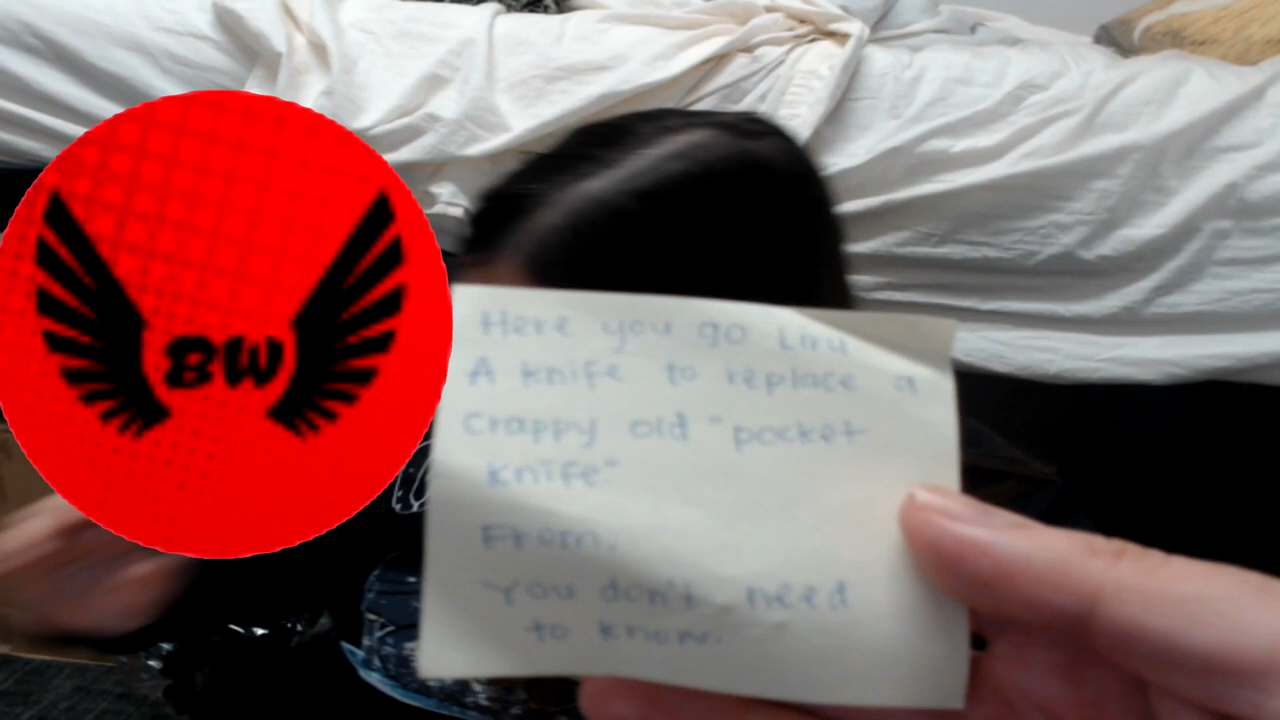 BW
Here you go Liru
A knife to replace a
crappy old "pocket
knife"
From.
You don't need
to know.